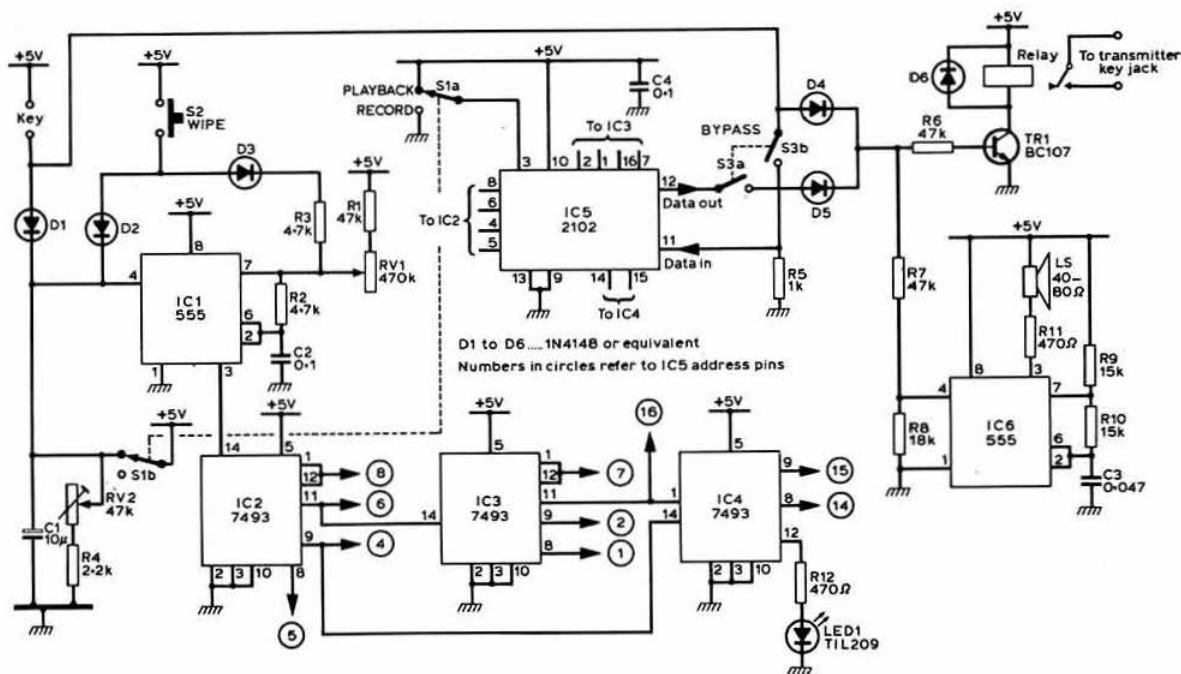 +5V
+5V
+5V
+5V
Key
S2
WIPE
PLAYBACK
S1a
RECORD
C4
0·1
D4
D6
Relay
To transmitter
key jack
To IC3
BYPASS
S3b
S3a
R6
47k
TR1
BC107
D3
+5V
3
10
2
1
16
7
D1
D2
+5V
R3
4·7k
R1
47k
8
6
4
5
To IC2
IC5
2102
12
Data out
D5
11
Data in
8
4
7
RV1
470k
13
9
14
15
To IC4
R5
1k
+5V
IC1
555
R2
4·7k
6
2
R7
47k
LS
40–
80Ω
R11
470Ω
D1 to D6.....1N4148 or equivalent
Numbers in circles refer to IC5 address pins
1
3
C2
0·1
R9
15k
8
3
4
7
+5V
+5V
+5V
+5V
16
R8
18k
IC6
555
R10
15k
6
2
1
C3
0·047
S1b
14
5
1
12
8
5
1
12
7
5
9
15
RV2
47k
IC2
7493
11
6
14
IC3
7493
11
9
2
1
14
IC4
7493
8
14
C1
10µ
9
4
8
1
12
R4
2·2k
2
3
10
8
2
3
10
2
3
10
R12
470Ω
5
LED1
TIL209